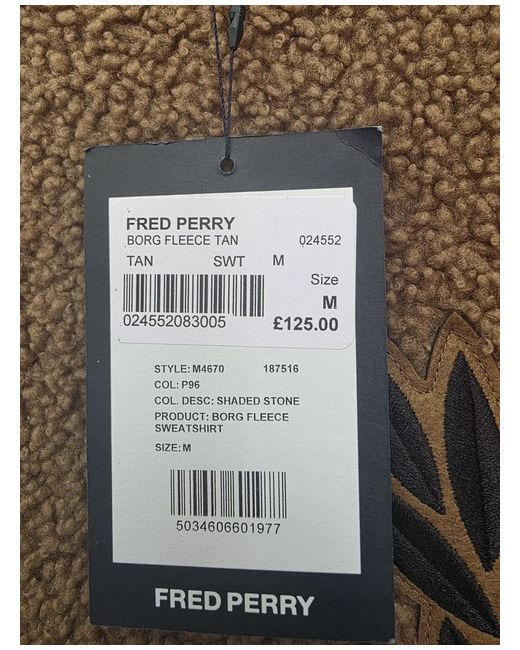 FRED PERRY
BORG FLEECE TAN 024552
TAN SWT M
Size
M
024552083005 £125.00
STYLE: M4670 187516
COL: P96
COL. DESC: SHADED STONE
PRODUCT: BORG FLEECE
SWEATSHIRT
SIZE: M
5034606601977
FRED PERRY